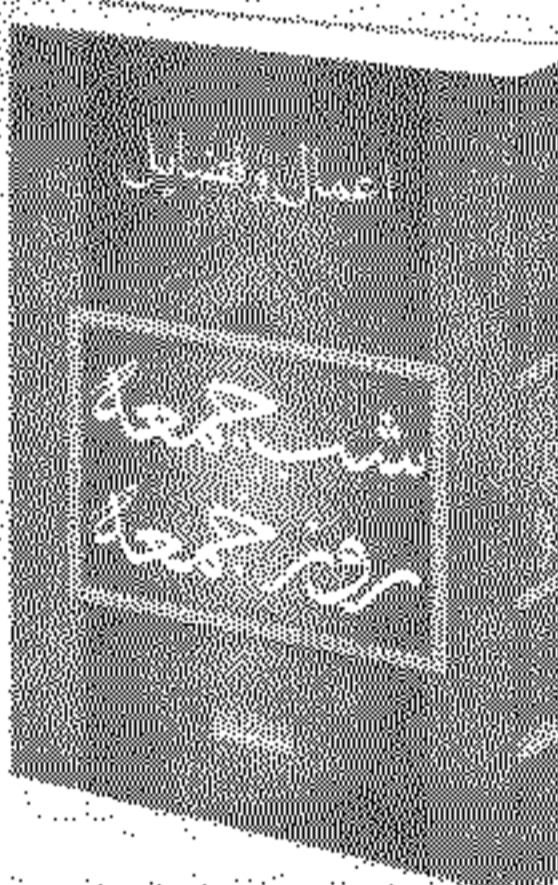 اعمال و فضایل
شب جمعه
روز جمعه